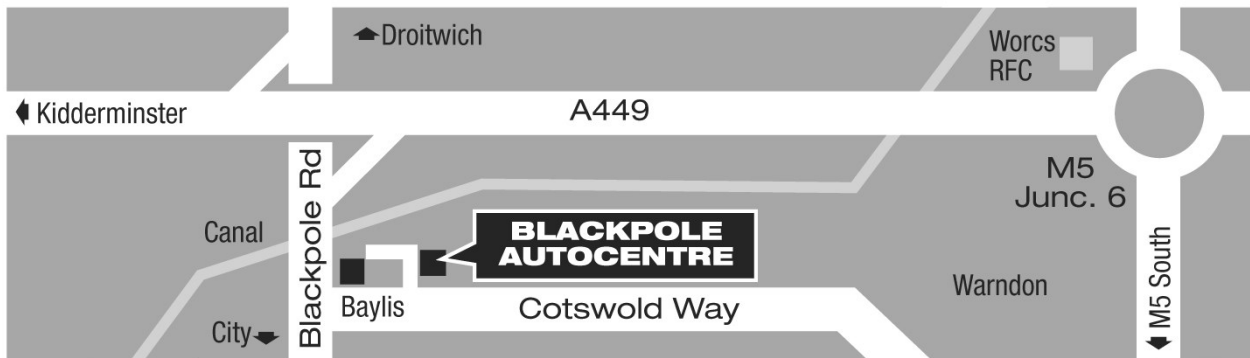 Droitwich
Worcs
RFC
Kidderminster
A449
M5
Junc. 6
Blackpole Rd
Canal
BLACKPOLE
AUTOCENTRE
Warndon
M5 South
Baylis
Cotswold Way
City